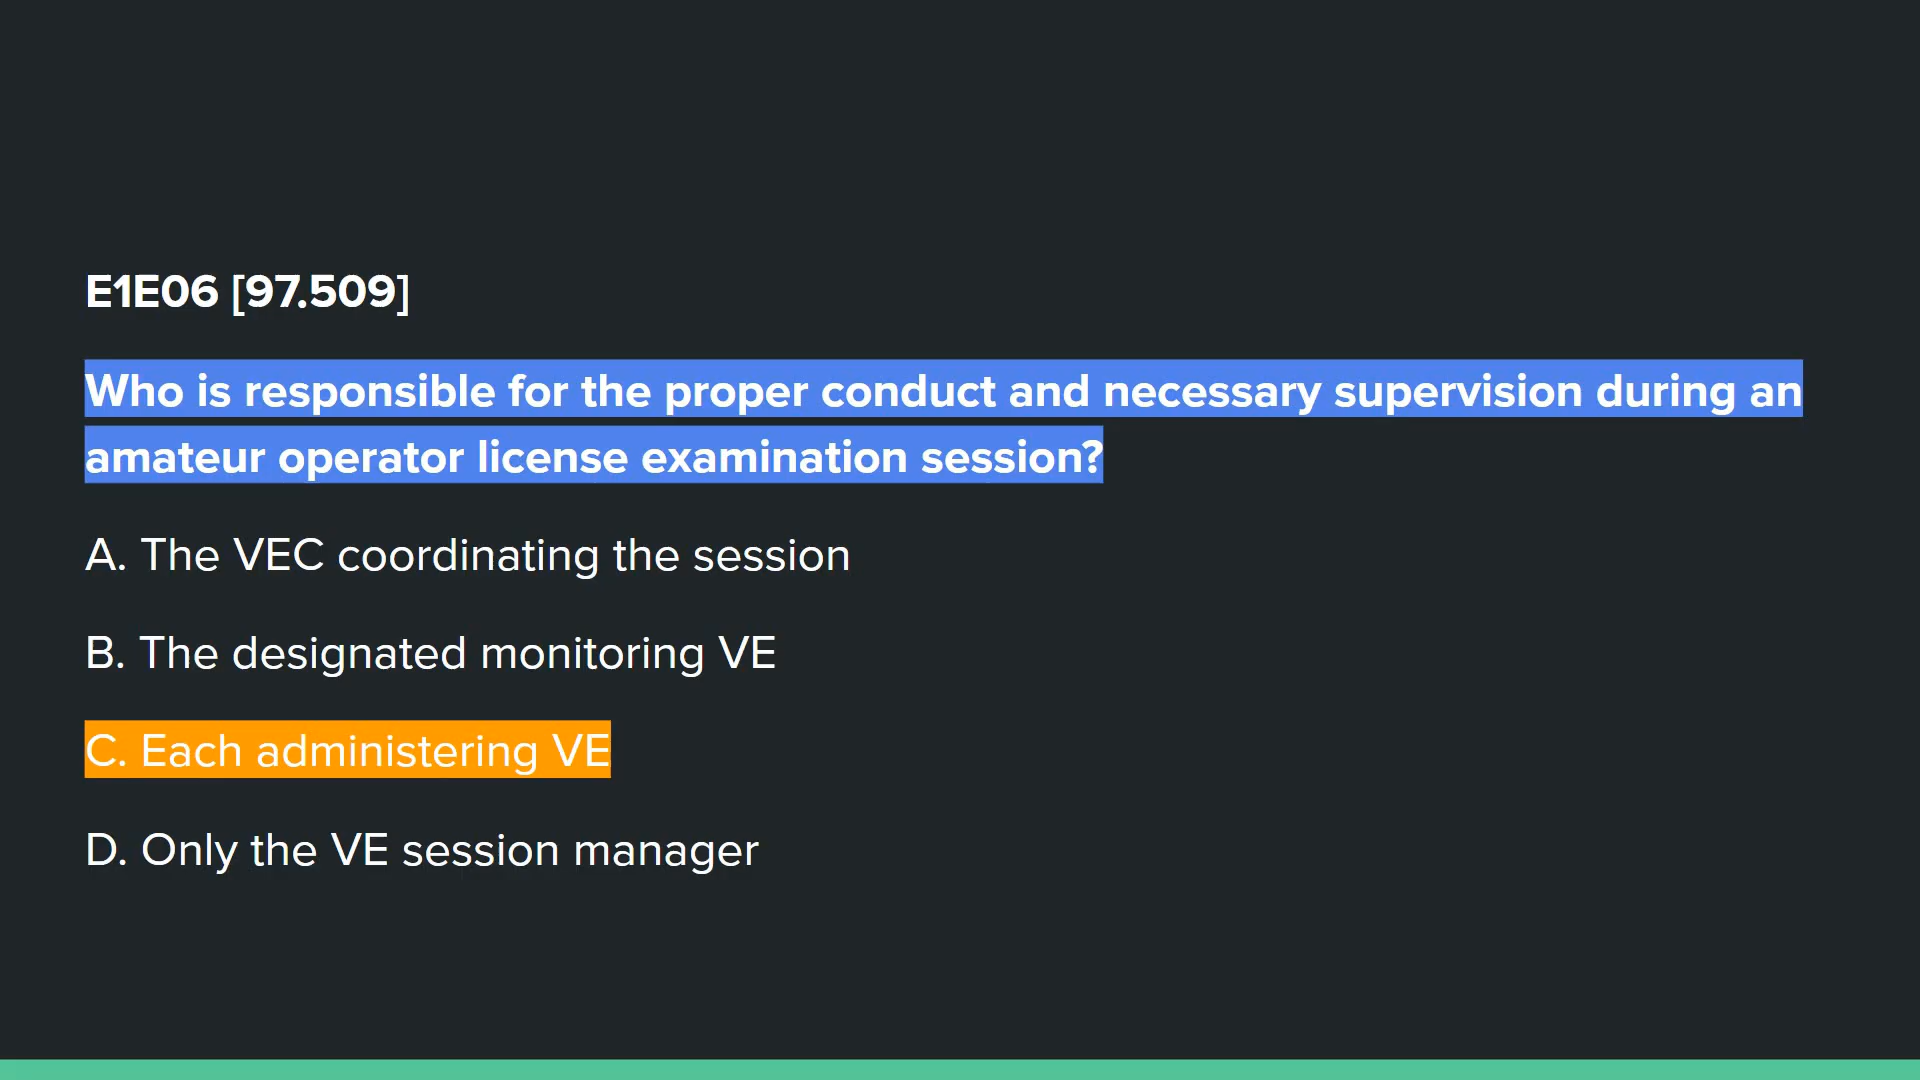 E1E06 [97.509]
Who is responsible for the proper conduct and necessary supervision during an
amateur operator license examination session?
A. The VEC coordinating the session
B. The designated monitoring VE
C. Each administering VE
D. Only the VE session manager